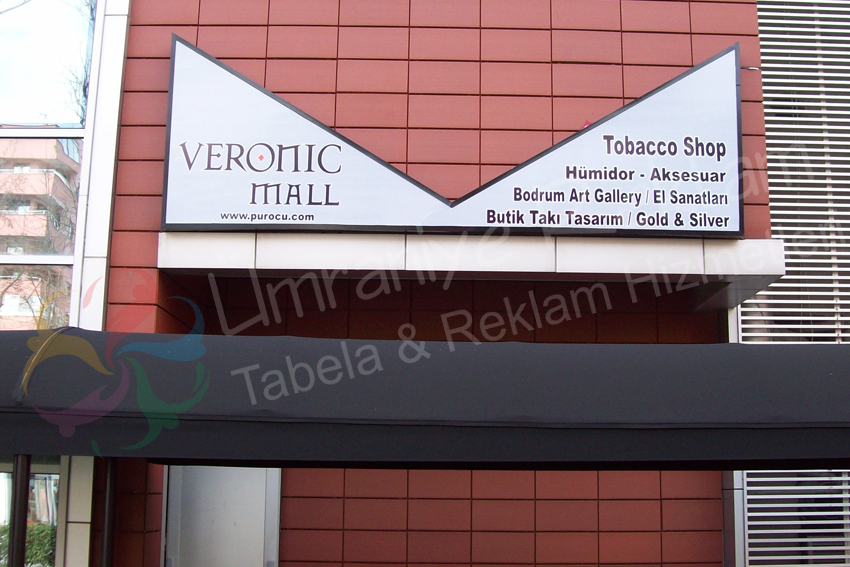 VERONIC
MALL
www.purocu.com
Tobacco Shop
Hümidor - Aksesuar
Bodrum Art Gallery / El Sanatları
Butik Takı Tasarım / Gold & Silver
Ümraniye Reklam
Tabela & Reklam Hizmetleri